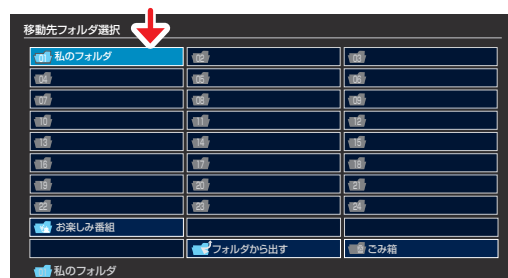 移動先フォルダ選択
01 私のフォルダ 02 03
04 05 06
07 08 09
10 11 12
13 14 15
16 17 18
19 20 21
22 23 24
お楽しみ番組
フォルダから出す ごみ箱
私のフォルダ